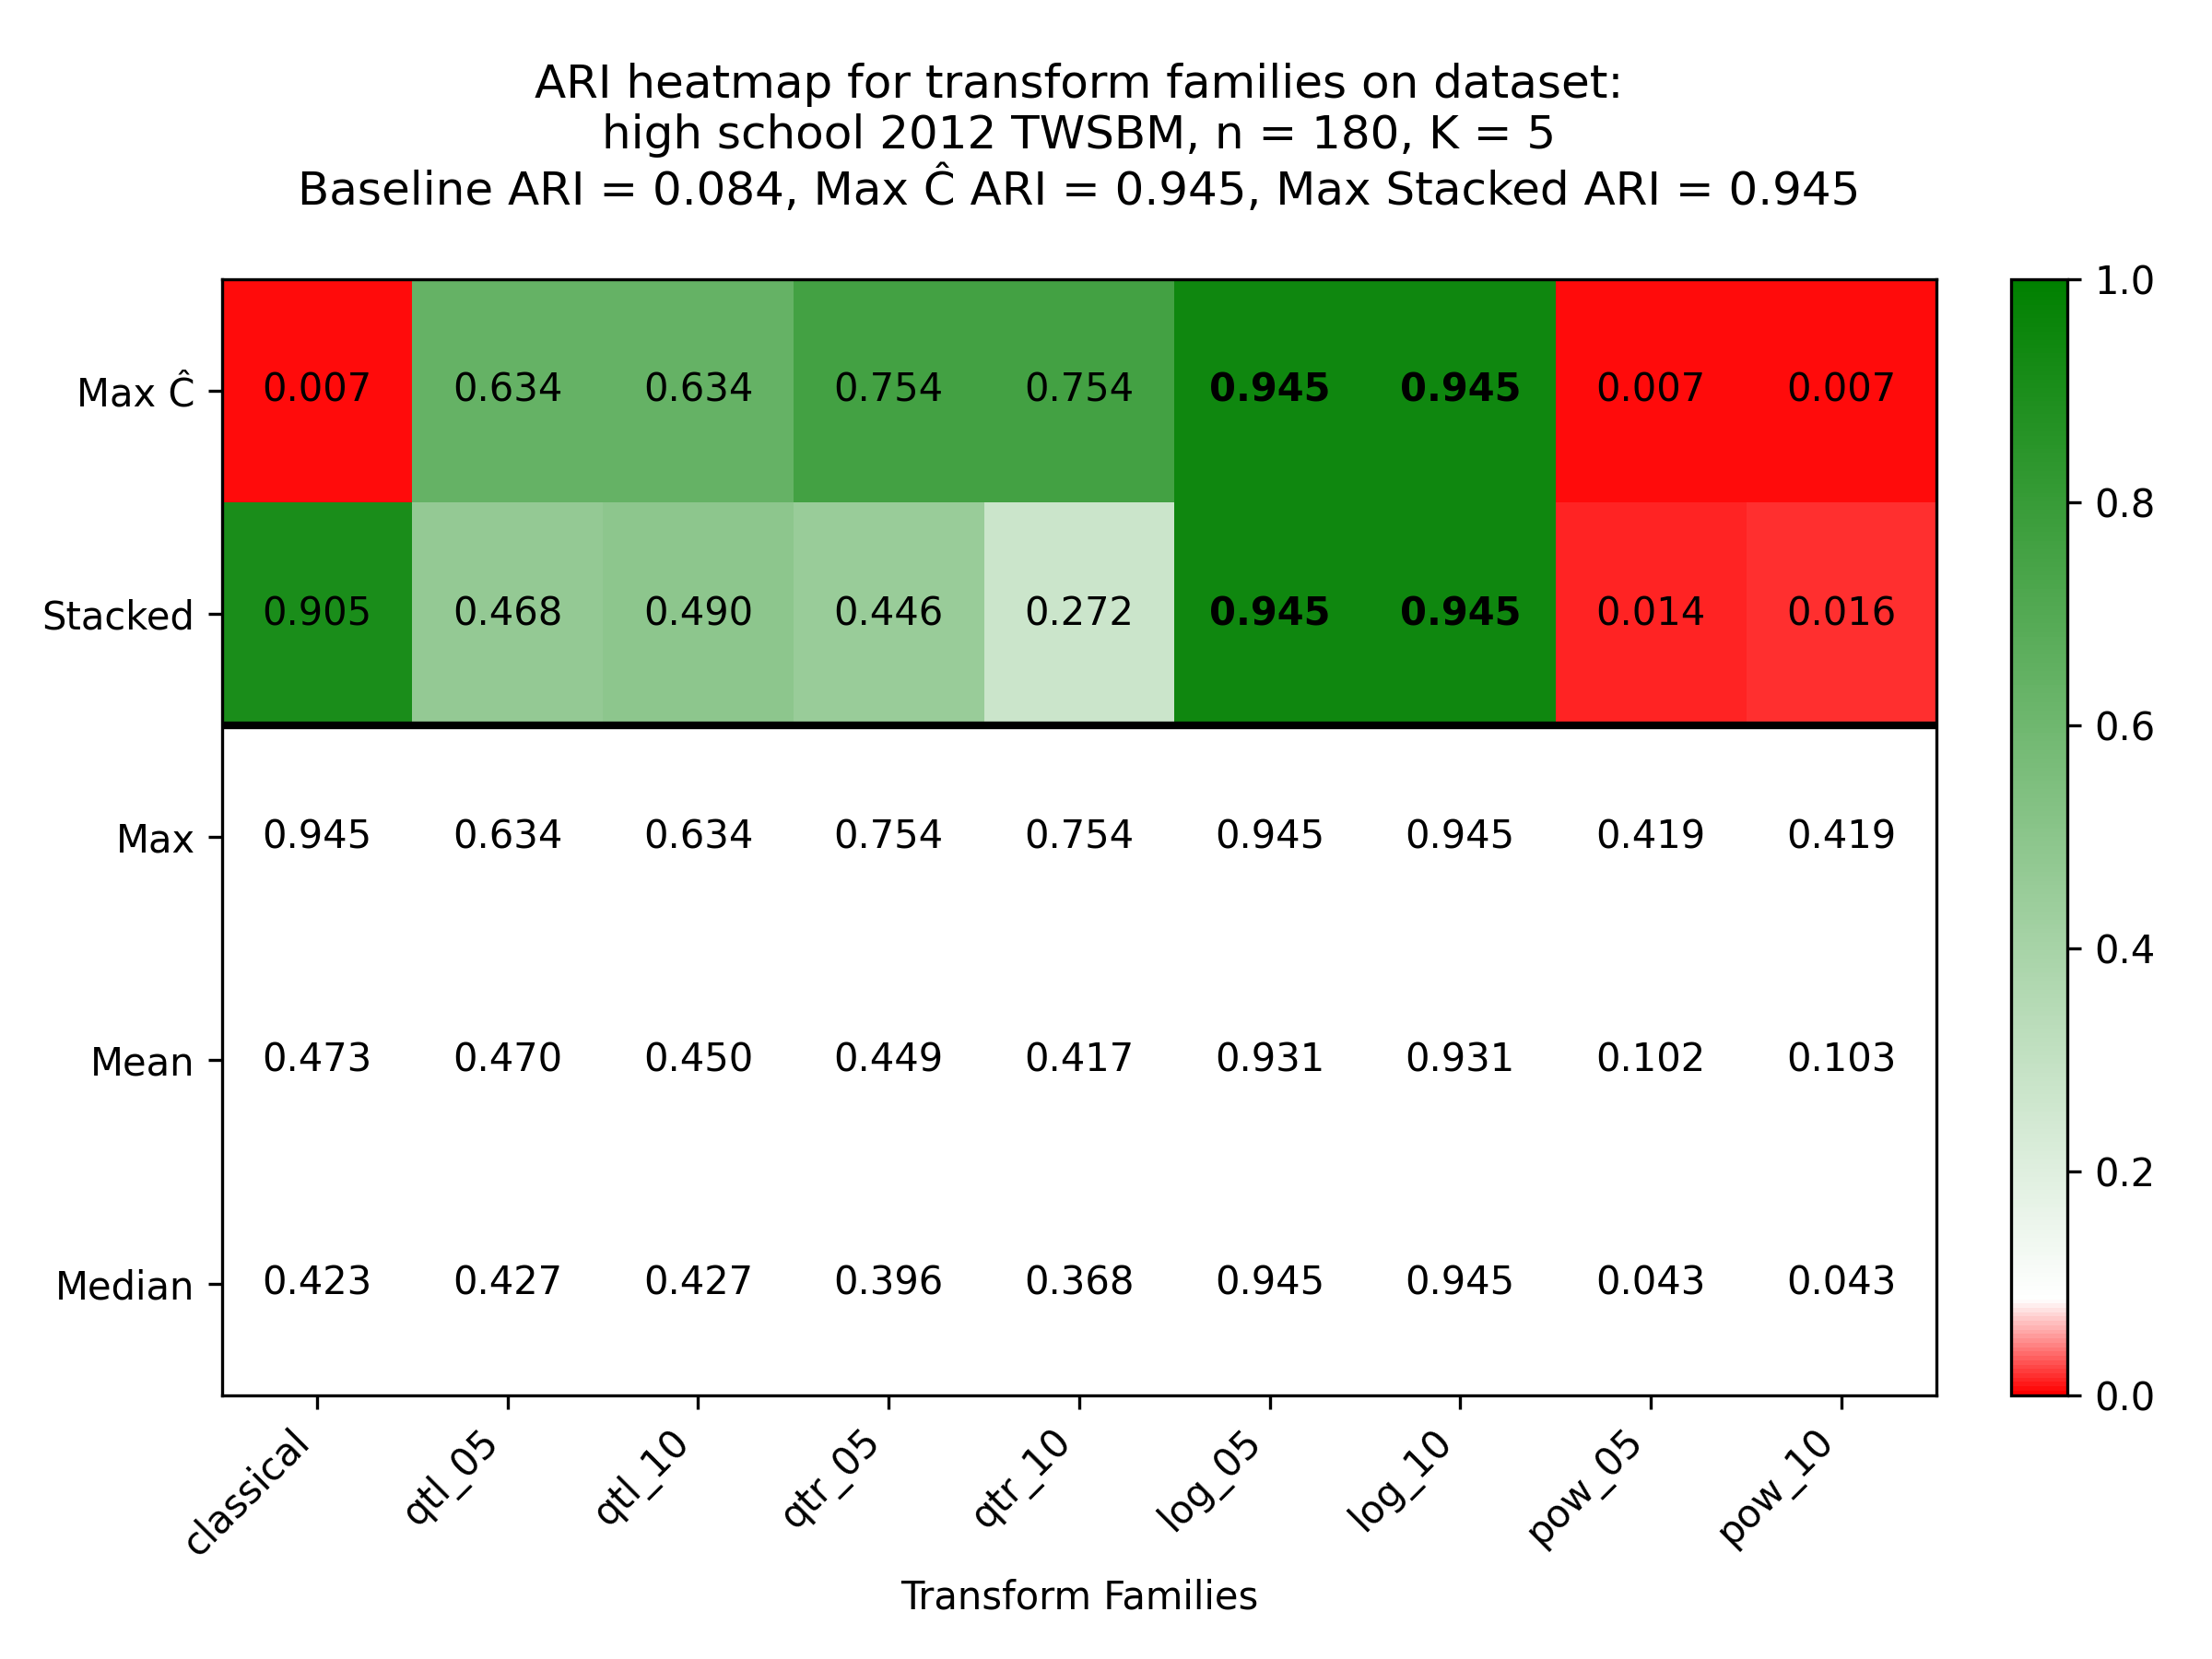 ARI heatmap for transform families on dataset:
high school 2012 TWSBM, n = 180, K = 5
Baseline ARI = 0.084, Max Ĉ ARI = 0.945, Max Stacked ARI = 0.945
Max Ĉ 0.007 0.634 0.634 0.754 0.754 0.945 0.945 0.007 0.007
Stacked 0.905 0.468 0.490 0.446 0.272 0.945 0.945 0.014 0.016
Max 0.945 0.634 0.634 0.754 0.754 0.945 0.945 0.419 0.419
Mean 0.473 0.470 0.450 0.449 0.417 0.931 0.931 0.102 0.103
Median 0.423 0.427 0.427 0.396 0.368 0.945 0.945 0.043 0.043
classical qtl_05 qtl_10 qtr_05 qtr_10 log_05 log_10 pow_05 pow_10
Transform Families
1.0
0.8
0.6
0.4
0.2
0.0